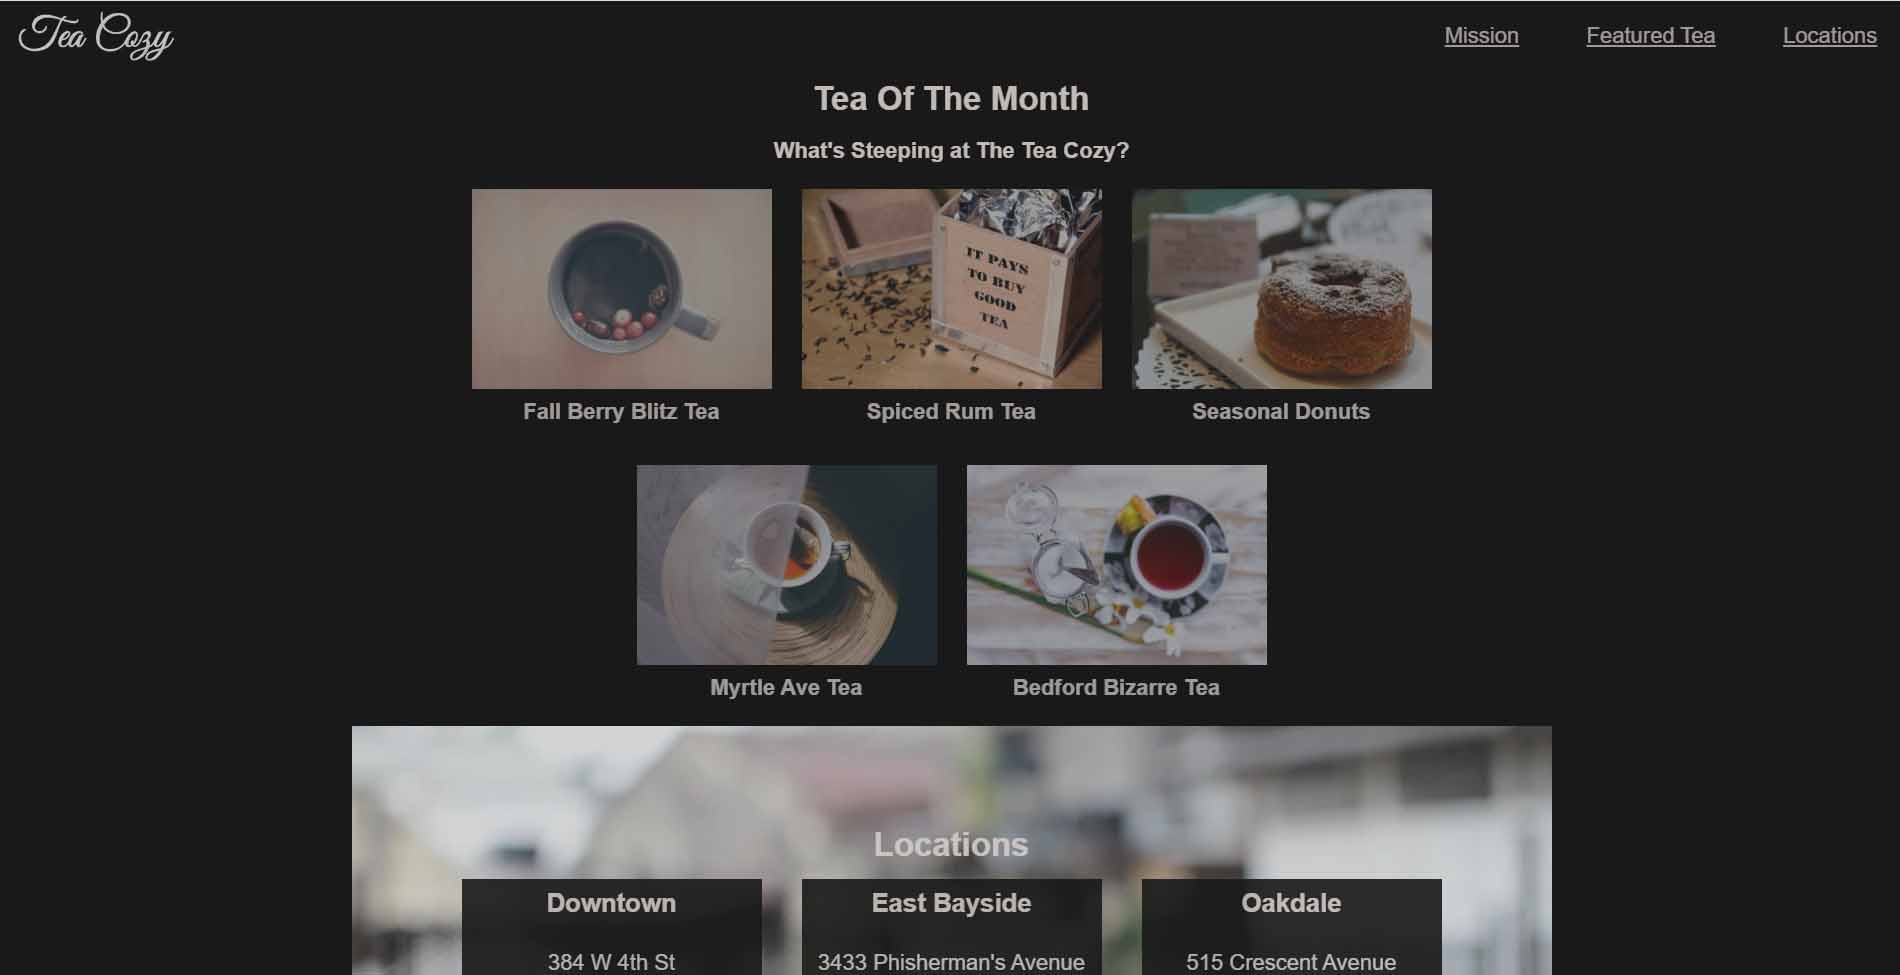 Tea Cozy
Mission Featured Tea Locations
Tea Of The Month
What's Steeping at The Tea Cozy?
IT PAYS
TO BUY
GOOD
TEA
Fall Berry Blitz Tea Spiced Rum Tea Seasonal Donuts
Myrtle Ave Tea Bedford Bizarre Tea
Locations
Downtown East Bayside Oakdale
384 W 4th St 3433 Phisherman's Avenue 515 Crescent Avenue